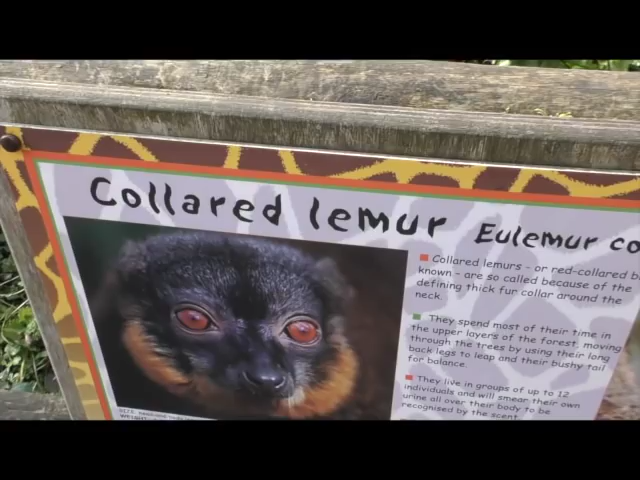 Collared lemur Eulemur co
Collared lemurs - or red-collared b
known - are so called because of the
defining thick fur collar around the
neck.
They spend most of their time in
the upper layers of the forest, moving
through the trees by using their long
back legs to leap and their bushy tail
for balance.
They live in groups of up to 12
individuals and will smear their own
urine all over their body to be
recognised by the scent.